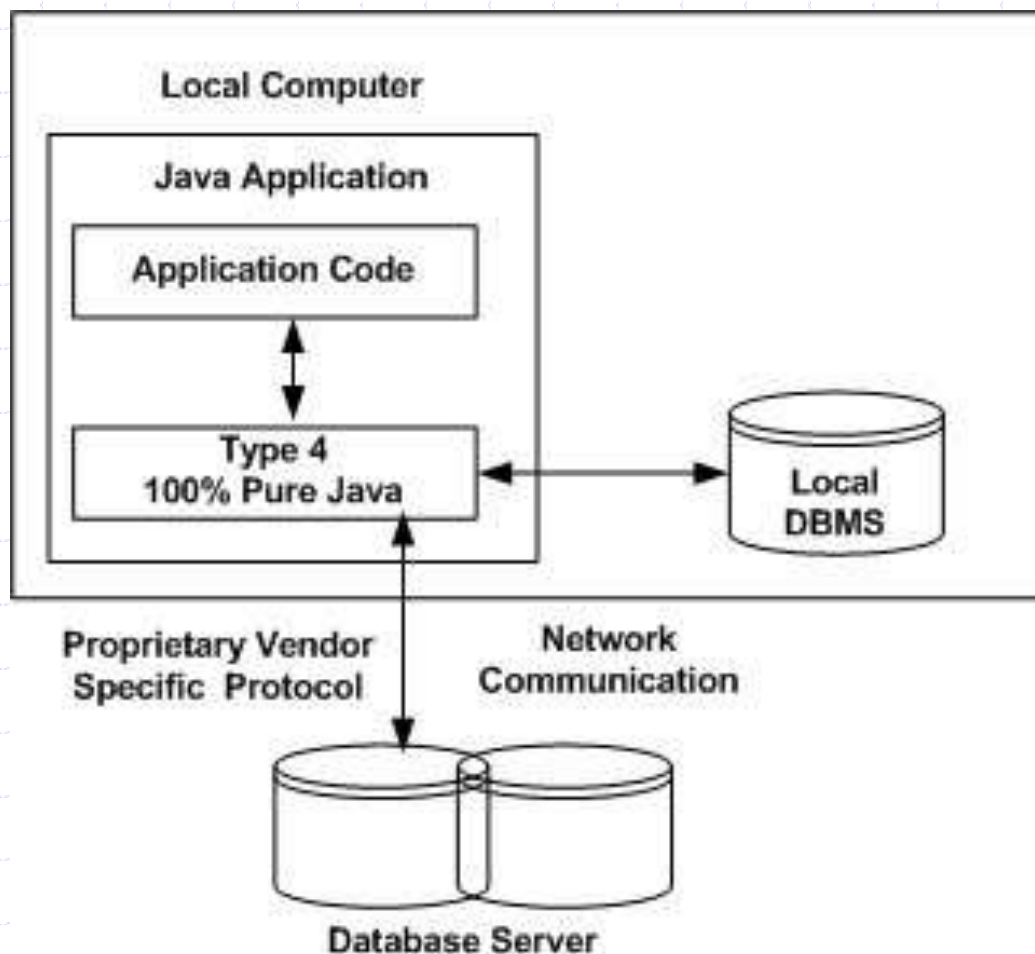 Local Computer
Java Application
Application Code
Type 4
100% Pure Java
Local
DBMS
Proprietary Vendor
Specific Protocol
Network
Communication
Database Server